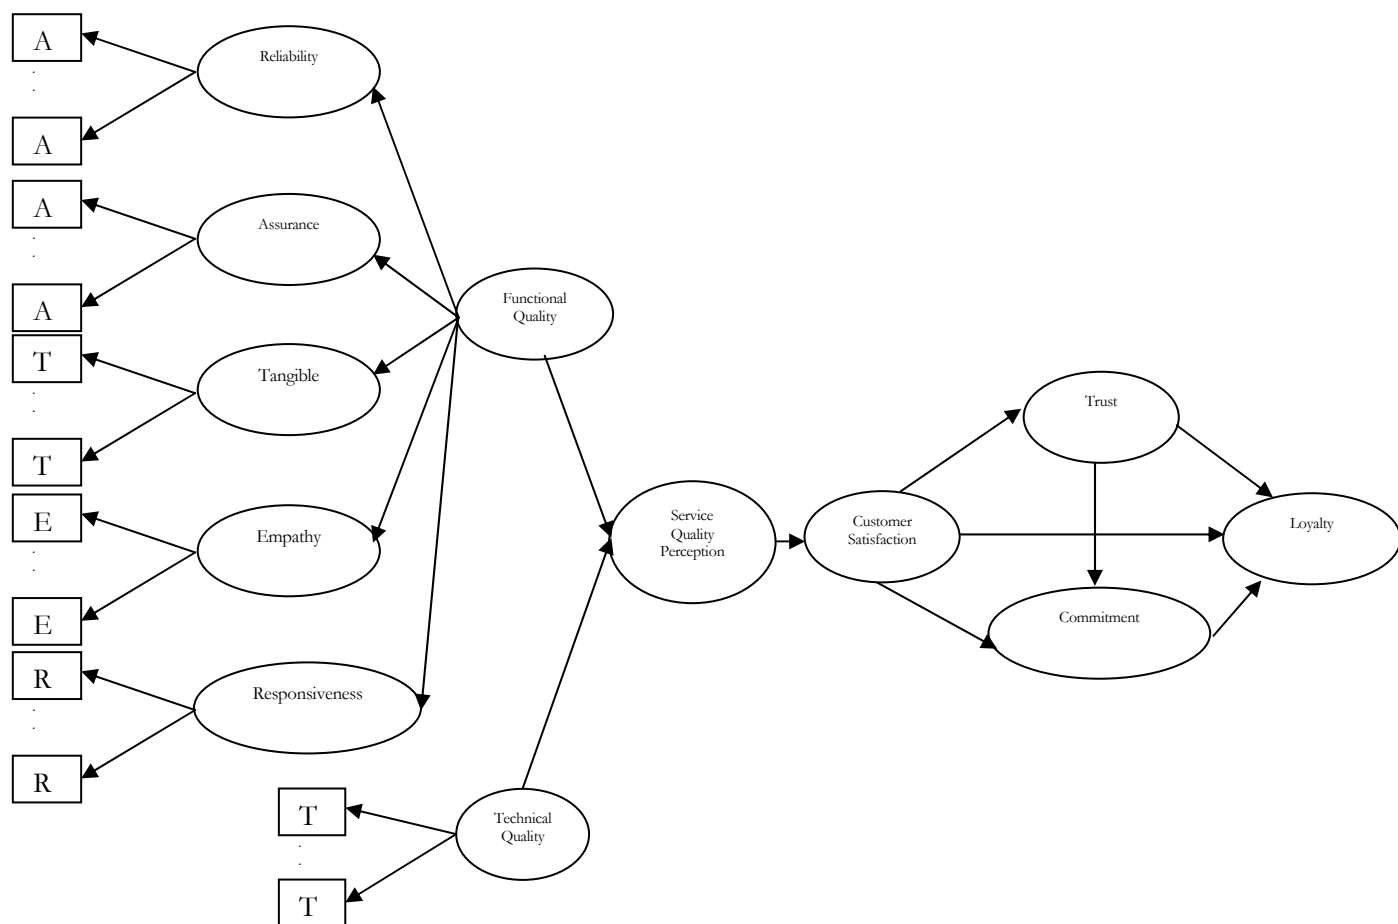 A
Reliability
A
A
Assurance
A
Functional
Quality
T
Tangible
T
Trust
E
Empathy
Service
Quality
Perception
Customer
Satisfaction
Loyalty
E
Commitment
R
Responsiveness
R
T
Technical
Quality
T